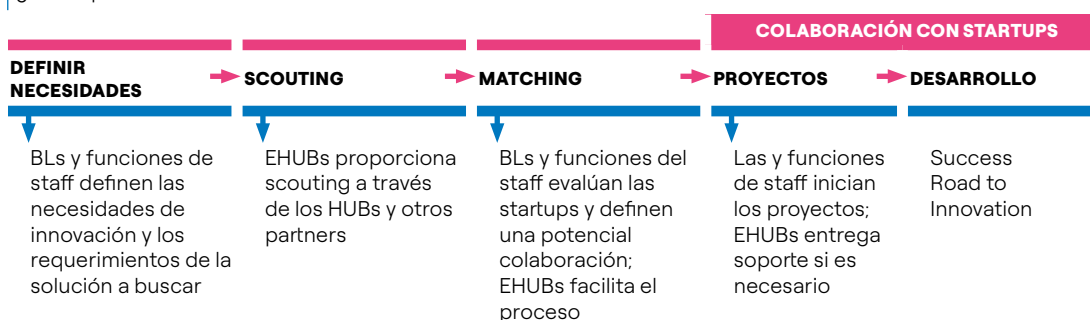 COLABORACIÓN CON STARTUPS
DEFINIR
NECESIDADES
SCOUTING
MATCHING
PROYECTOS
DESARROLLO
BLs y funciones de
staff definen las
necesidades de
innovación y los
requerimientos de la
solución a buscar
EHUBs proporciona
scouting a través
de los HUBs y otros
partners
BLs y funciones del
staff evalúan las
startups y definen
una potencial
colaboración;
EHUBs facilita el
proceso
Las y funciones
de staff inician
los proyectos;
EHUBs entrega
soporte si es
necesario
Success
Road to
Innovation